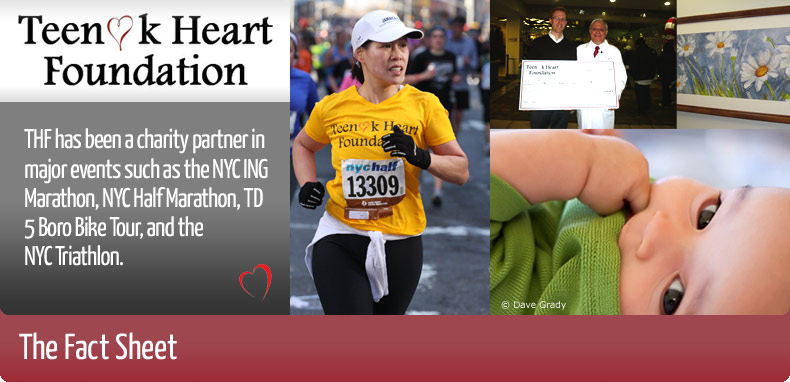 Teen k Heart
Foundation
THF has been a charity partner in
major events such as the NYC ING
Marathon, NYC Half Marathon, TD
5 Boro Bike Tour, and the
NYC Triathlon.
Teen k Heart
Foundation
nychalf
13309
Teen k Heart
Foundation
© Dave Grady
The Fact Sheet